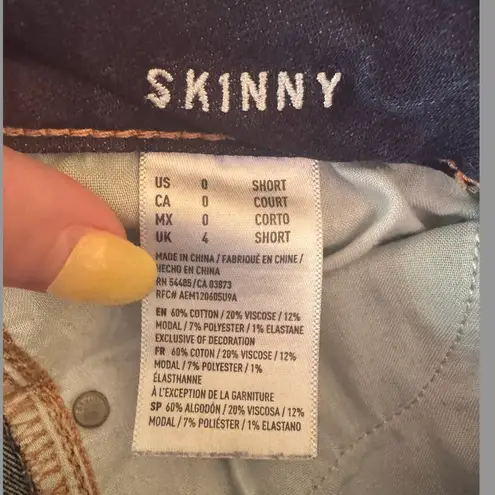 SKINNY
US 0 SHORT
CA 0 COURT
MX 0 CORTO
UK 4 SHORT
MADE IN CHINA / FABRIQUÉ EN CHINE /
HECHO EN CHINA
RN 54485/CA 03873
RFC# AEM120605U9A
EN 60% COTTON / 20% VISCOSE / 12%
MODAL / 7% POLYESTER / 1% ELASTANE
EXCLUSIVE OF DECORATION
FR 60% COTON / 20% VISCOSE / 12%
MODAL / 7% POLYESTER / 1%
ÉLASTHANNE
À L'EXCEPTION DE LA GARNITURE
SP 60% ALGODÓN / 20% VISCOSA / 12%
MODAL / 7% POLIÉSTER / 1% ELASTANO